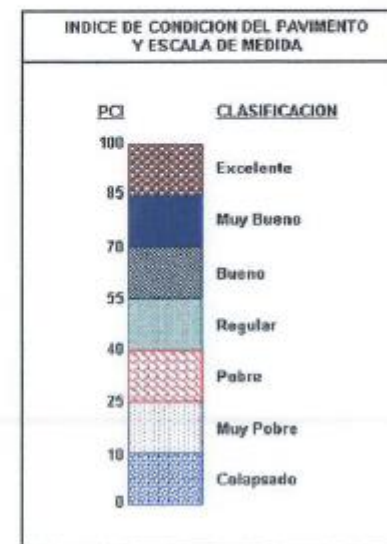 INDICE DE CONDICION DEL PAVIMENTO
Y ESCALA DE MEDIDA
PCI CLASIFICACION
100
Excelente
85
Muy Bueno
70
Bueno
55
Regular
40
Pobre
25
Muy Pobre
10
Colapsado
0